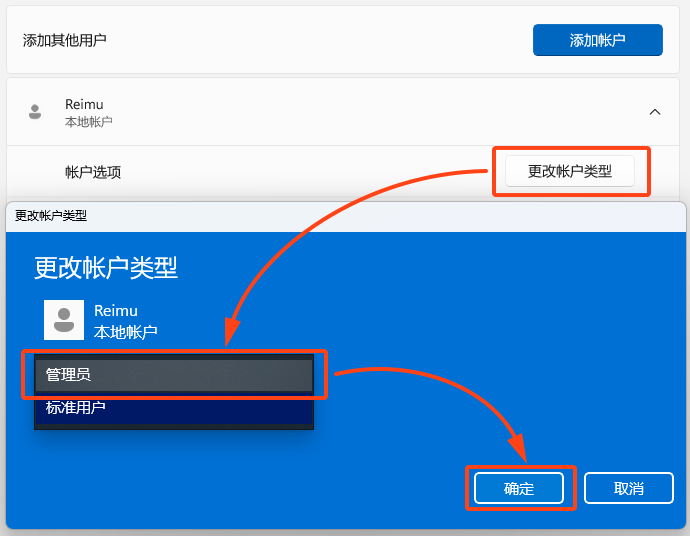 添加其他用户
添加帐户
Reimu
本地帐户
帐户选项
更改帐户类型
更改帐户类型
更改帐户类型
Reimu
本地帐户
管理员
标准用户
确定
取消